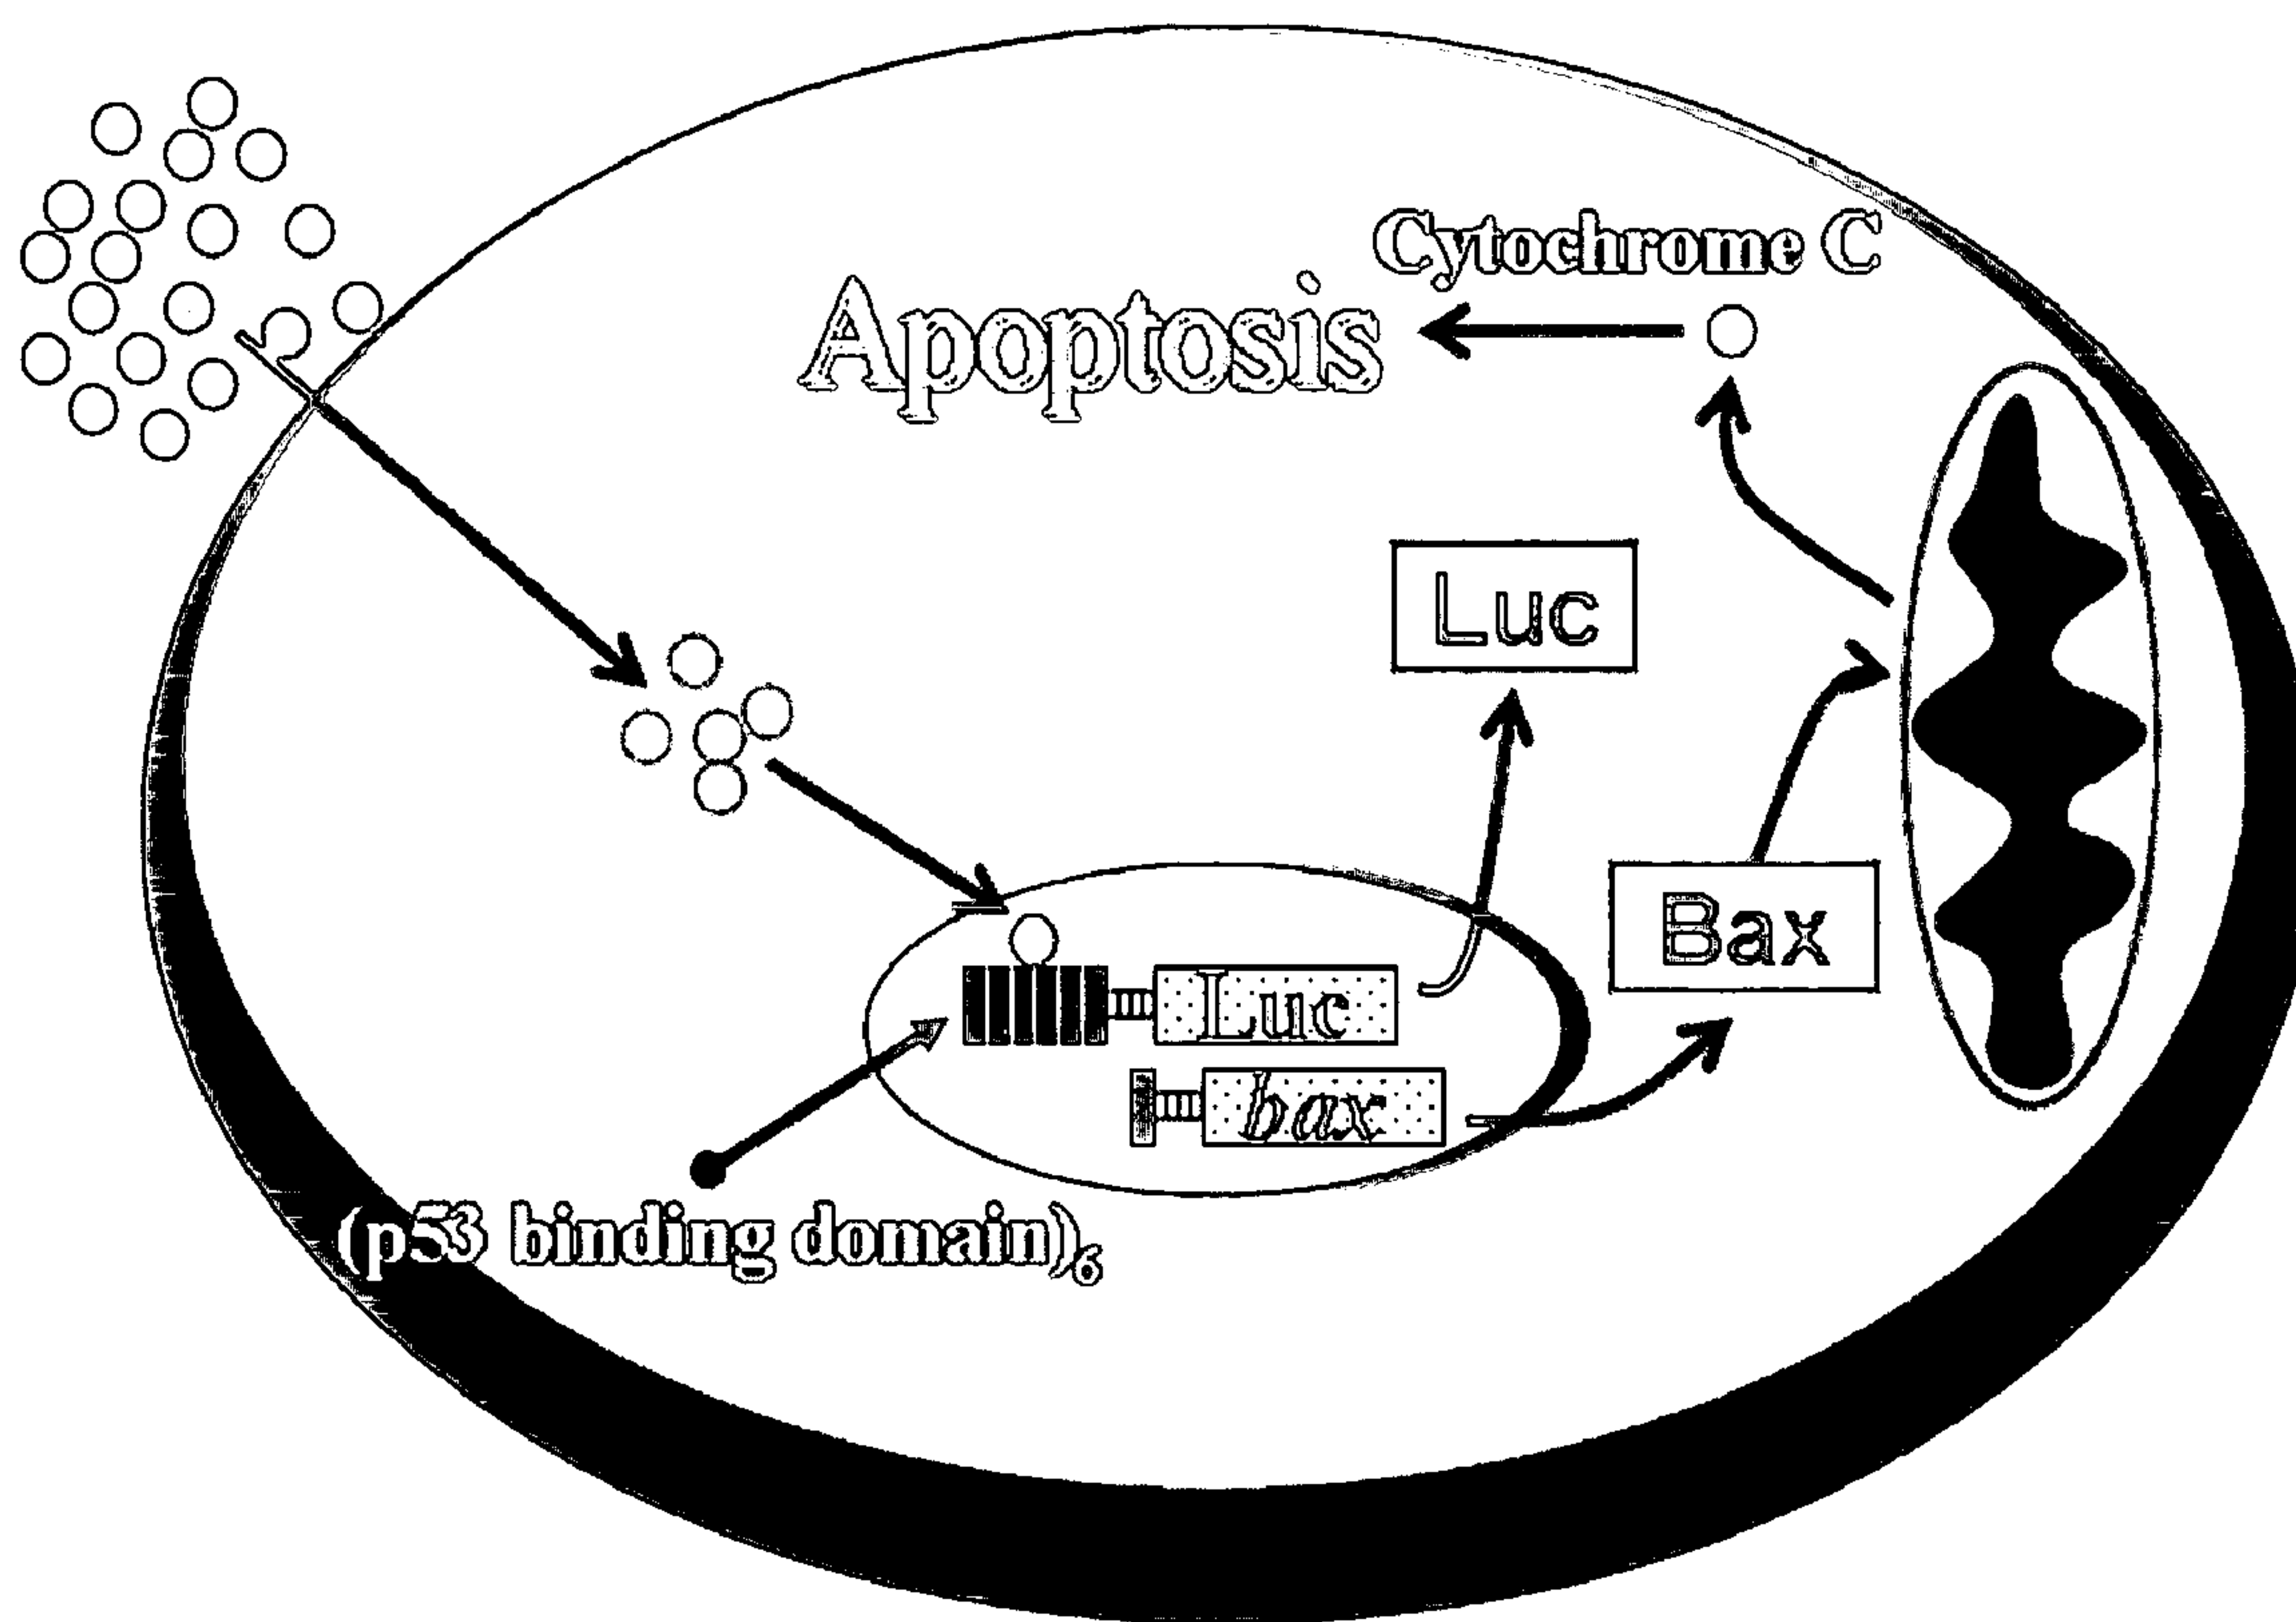 Cytochrome C
Apoptosis
Luc
Bax
Luc
bax
(p53 binding domain)6